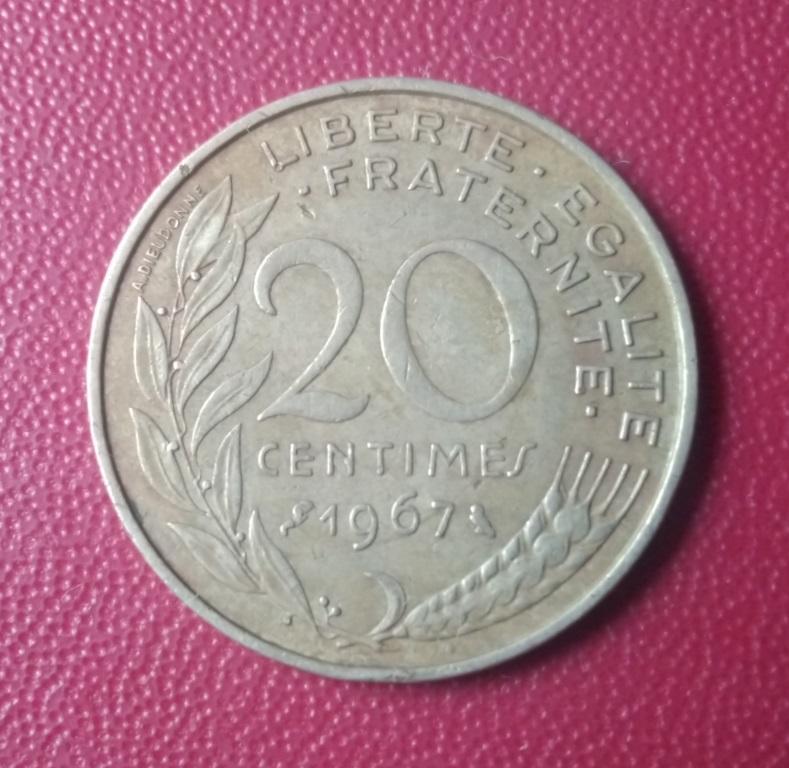 LIBERTE · EGALITE
· FRATERNITE ·
A.DIEUDONNE
20
CENTIMES
1967